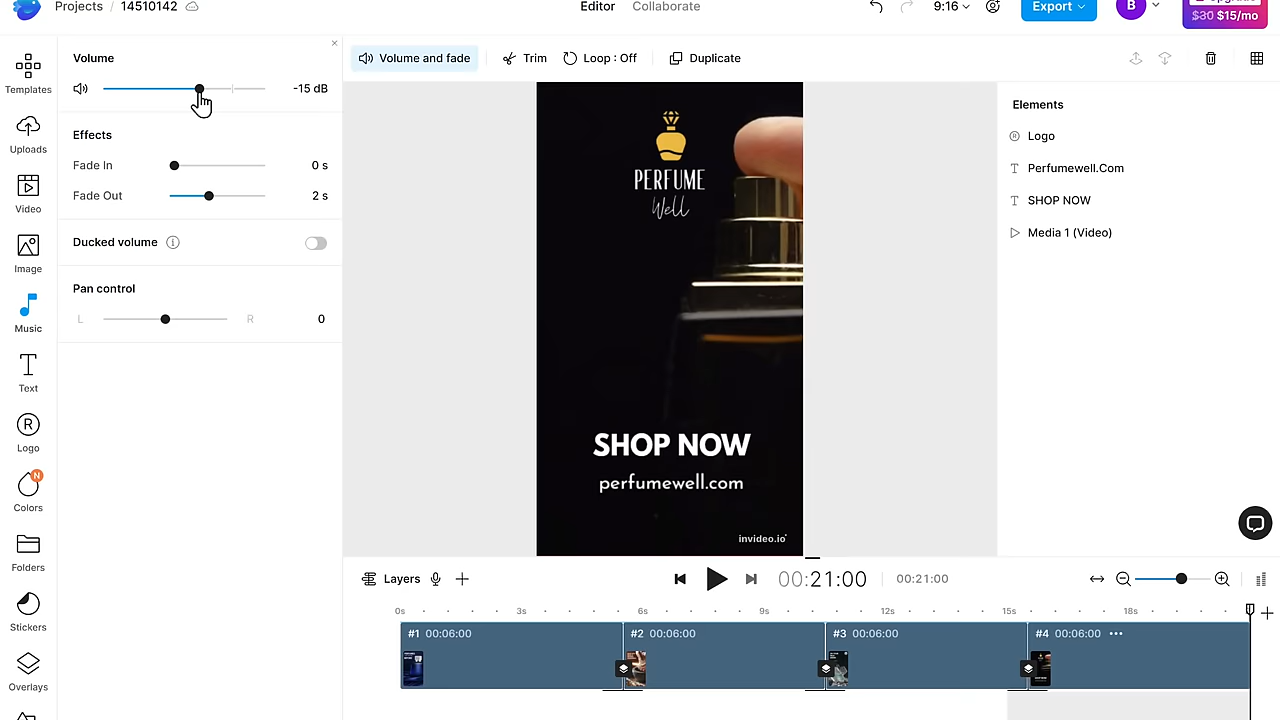 Projects / 14510142
Editor Collaborate
9:16
Export
B
Upgrade
$30 $15/mo
Templates
Uploads
Video
Image
Music
Text
Logo
N
Colors
Folders
Stickers
Overlays
Volume
-15 dB
Effects
Fade In 0 s
Fade Out 2 s
Ducked volume
Pan control
L R 0
Volume and fade Trim Loop : Off Duplicate
PERFUME
Well
SHOP NOW
perfumewell.com
invideo.io
Elements
Logo
Perfumewell.Com
SHOP NOW
Media 1 (Video)
Layers 00:21:00 00:21:00
0s 3s 6s 9s 12s 15s 18s
#1 00:06:00 #2 00:06:00 #3 00:06:00 #4 00:06:00